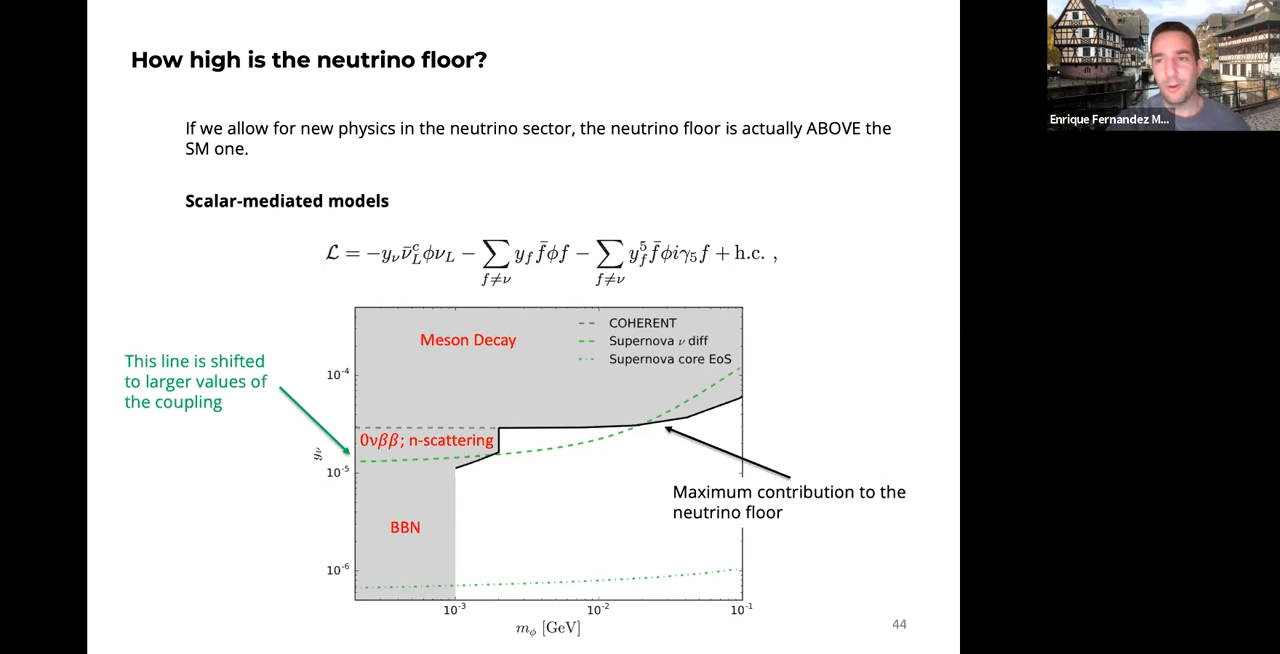 How high is the neutrino floor?
Enrique Fernandez M...
If we allow for new physics in the neutrino sector, the neutrino floor is actually ABOVE the
SM one.
Scalar-mediated models
ℒ = −y_ν ν̄_L^c ϕν_L − ∑_{f≠ν} y_f f̄ϕf − ∑_{f≠ν} y_f^5 f̄ϕiγ_5 f + h.c. ,
Meson Decay
COHERENT
Supernova ν diff
Supernova core EoS
This line is shifted
to larger values of
the coupling
10^-4
0νββ; n-scattering
y_ν
10^-5
Maximum contribution to the
neutrino floor
BBN
10^-6
10^-3
10^-2
10^-1
m_ϕ [GeV]
44